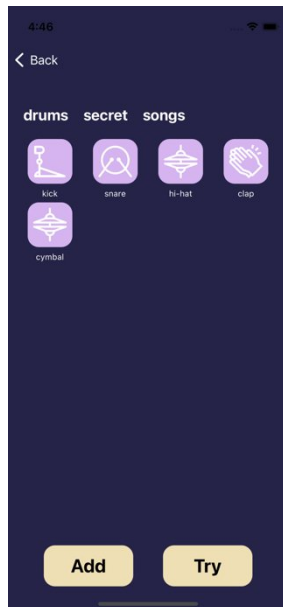 4:46
Back
drums secret songs
kick snare hi-hat clap
cymbal
Add Try